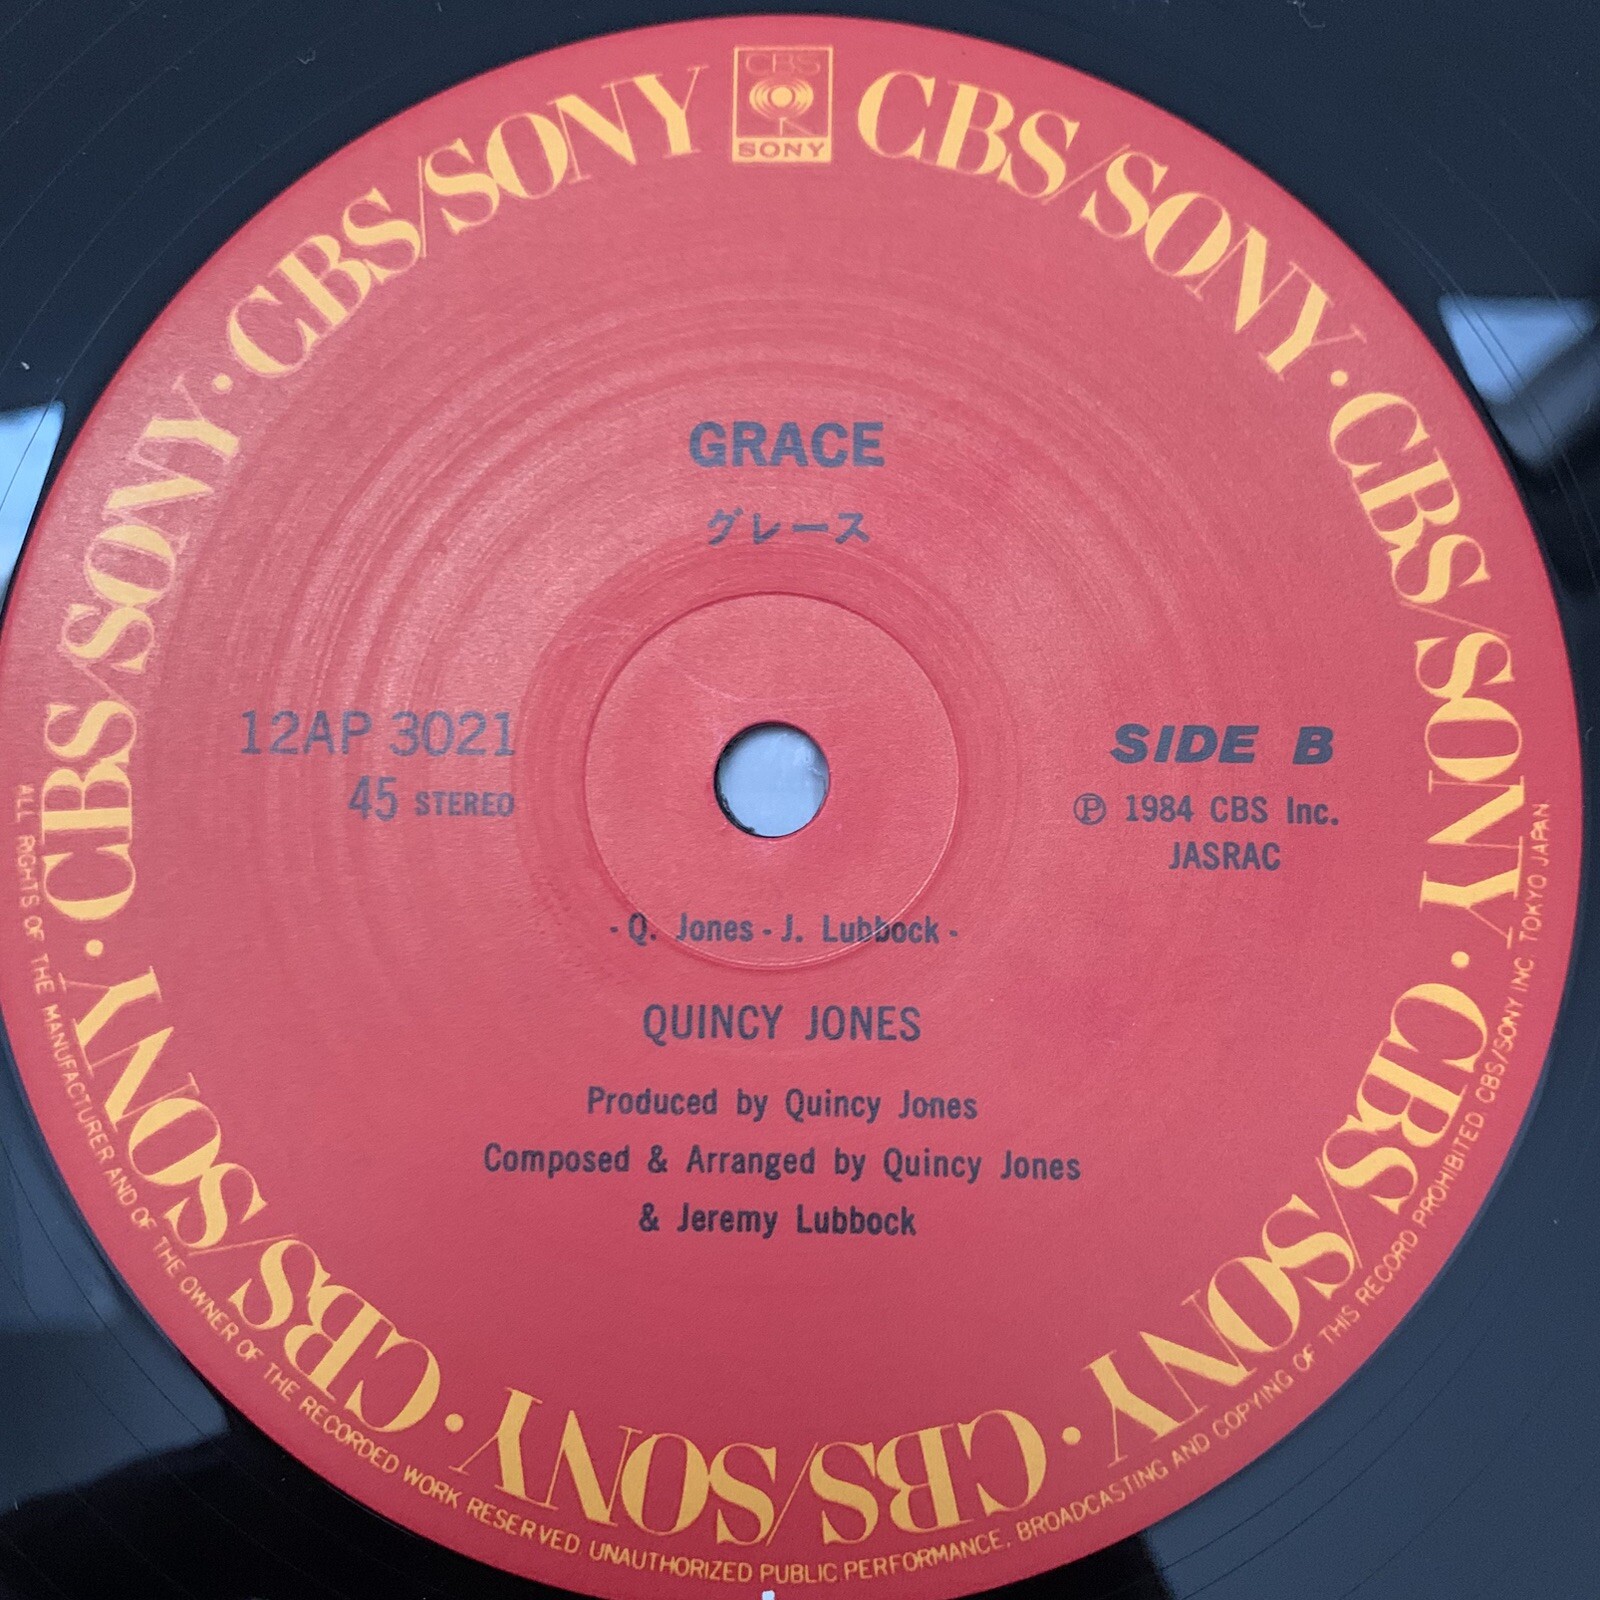 CBS
SONY
CBS/SONY · CBS/SONY · CBS/SONY · CBS/SONY · CBS/SONY · CBS/SONY · CBS/SONY
GRACE
グレース
12AP 3021
45 STEREO
SIDE B
Ⓟ 1984 CBS Inc.
JASRAC
- Q. Jones - J. Lubbock -
QUINCY JONES
Produced by Quincy Jones
Composed & Arranged by Quincy Jones
& Jeremy Lubbock
ALL RIGHTS OF THE MANUFACTURER AND OF THE OWNER OF THE RECORDED WORK RESERVED. UNAUTHORIZED PUBLIC PERFORMANCE, BROADCASTING AND COPYING OF THIS RECORD PROHIBITED. CBS/SONY INC. TOKYO JAPAN